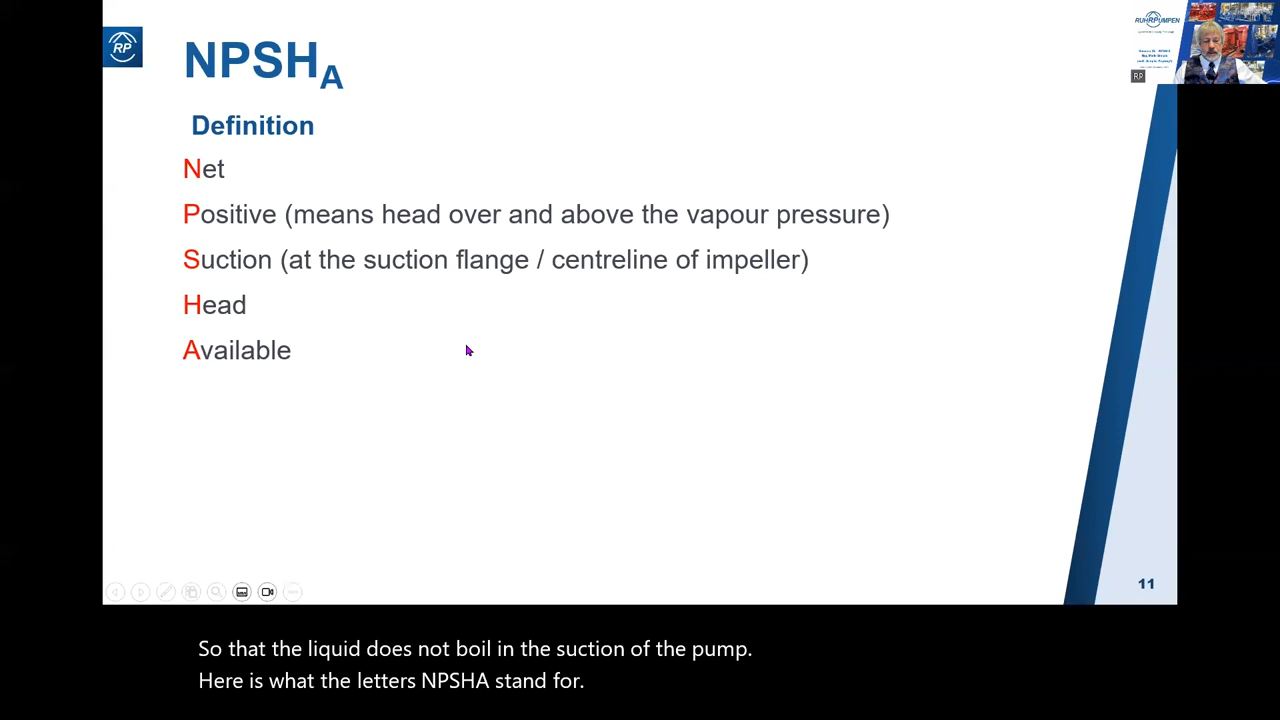 RP
NPSHA
Definition
Net
Positive (means head over and above the vapour pressure)
Suction (at the suction flange / centreline of impeller)
Head
Available
11
RUHRPUMPEN
RP
So that the liquid does not boil in the suction of the pump.
Here is what the letters NPSHA stand for.